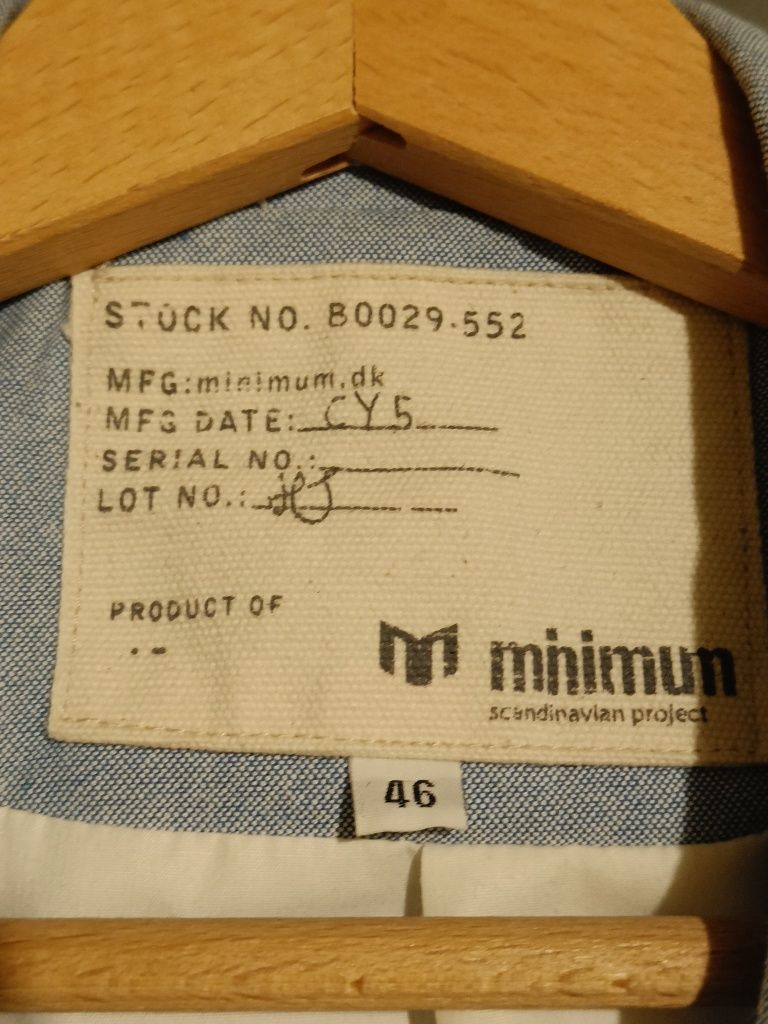 STOCK NO. B0029.552
MFG:minimum.dk
MFG DATE: CY5
SERIAL NO.:
LOT NO.:
PRODUCT OF
minimum
scandinavian project
46